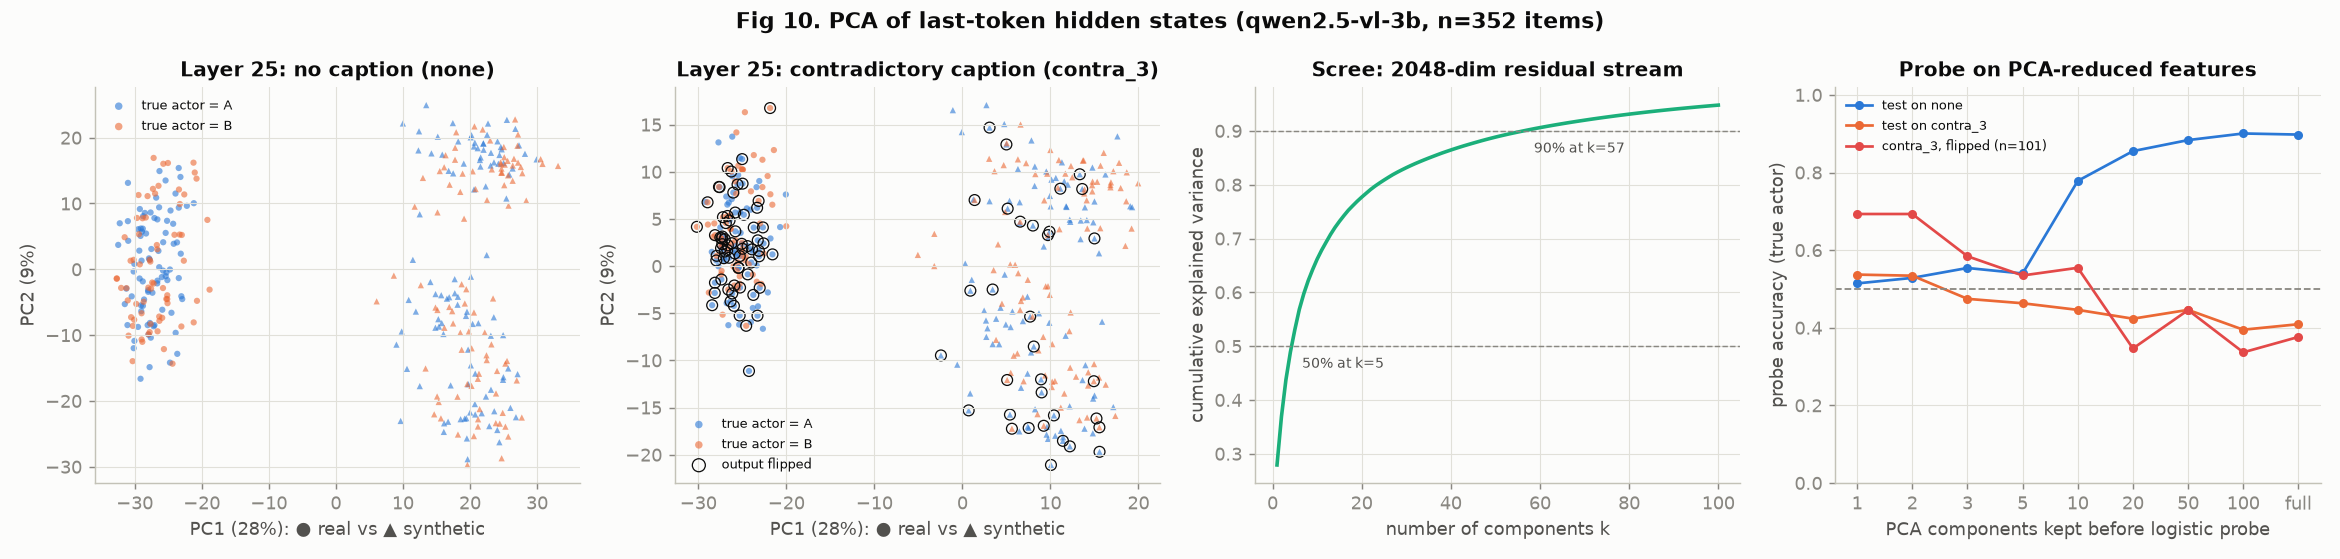 Fig 10. PCA of last-token hidden states (qwen2.5-vl-3b, n=352 items)
Layer 25: no caption (none)
true actor = A
true actor = B
20
10
0
−10
−20
−30
PC2 (9%)
−30 −20 −10 0 10 20 30
PC1 (28%): ● real vs ▲ synthetic
Layer 25: contradictory caption (contra_3)
15
10
5
0
−5
−10
−15
−20
PC2 (9%)
true actor = A
true actor = B
output flipped
−30 −20 −10 0 10 20
PC1 (28%): ● real vs ▲ synthetic
Scree: 2048-dim residual stream
0.9
0.8
0.7
0.6
0.5
0.4
0.3
cumulative explained variance
90% at k=57
50% at k=5
0 20 40 60 80 100
number of components k
Probe on PCA-reduced features
test on none
test on contra_3
contra_3, flipped (n=101)
1.0
0.8
0.6
0.4
0.2
0.0
probe accuracy (true actor)
1 2 3 5 10 20 50 100 full
PCA components kept before logistic probe